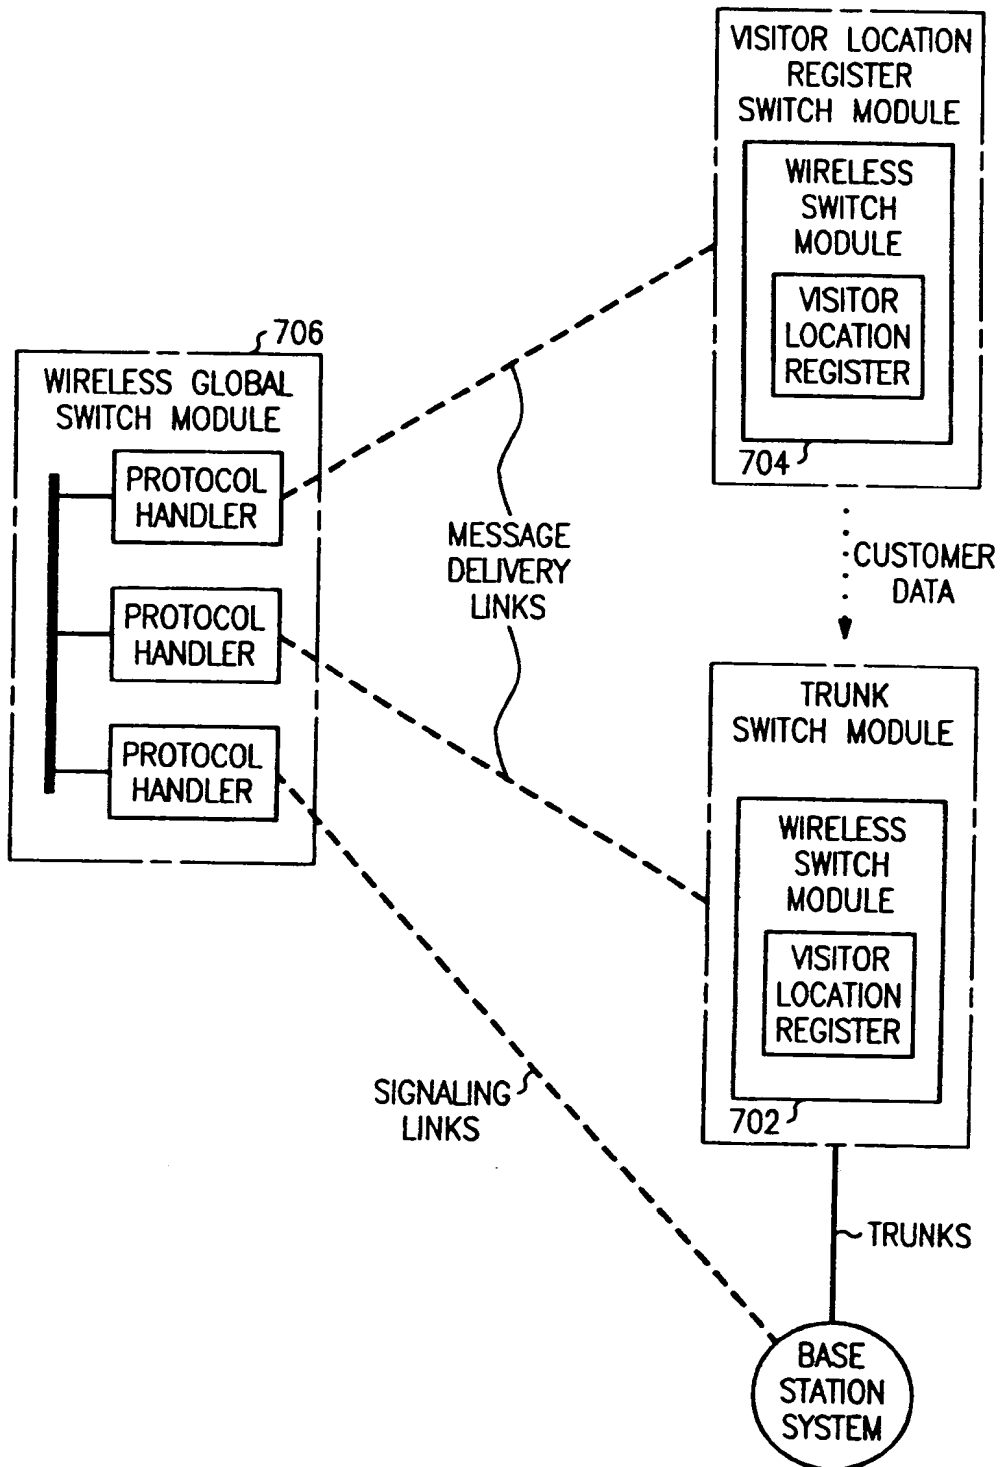 VISITOR LOCATION
REGISTER
SWITCH MODULE
WIRELESS
SWITCH
MODULE
VISITOR
LOCATION
REGISTER
704
706
WIRELESS GLOBAL
SWITCH MODULE
PROTOCOL
HANDLER
PROTOCOL
HANDLER
PROTOCOL
HANDLER
MESSAGE
DELIVERY
LINKS
CUSTOMER
DATA
TRUNK
SWITCH MODULE
WIRELESS
SWITCH
MODULE
VISITOR
LOCATION
REGISTER
702
SIGNALING
LINKS
TRUNKS
BASE
STATION
SYSTEM